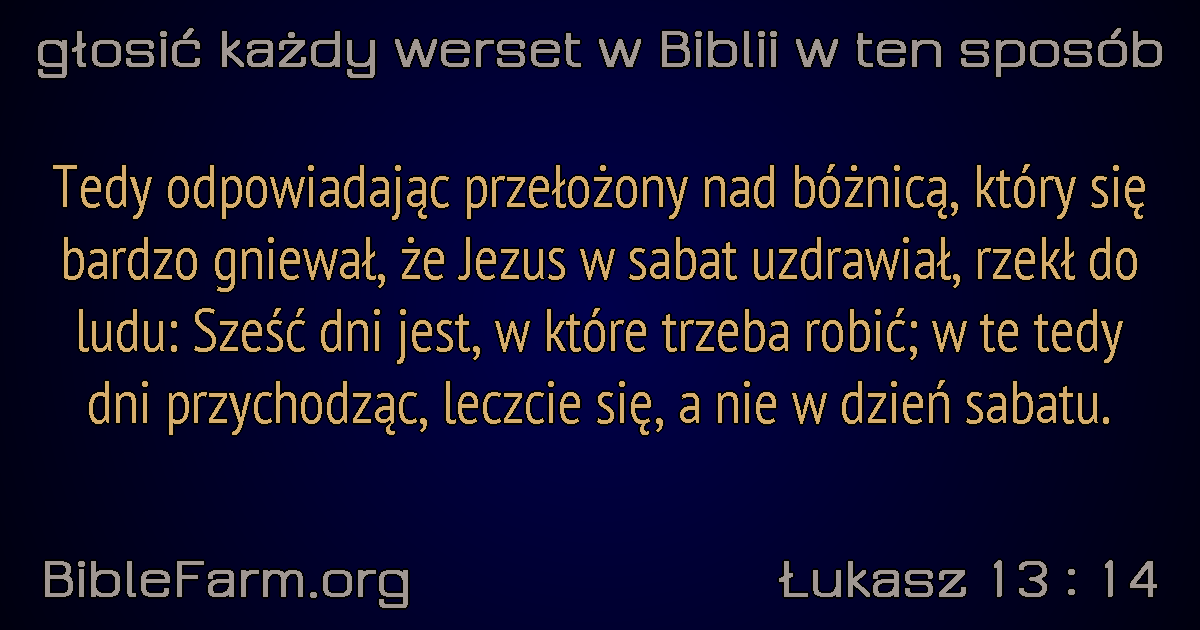 głosić każdy werset w Biblii w ten sposób
Tedy odpowiadając przełożony nad bóżnicą, który się
bardzo gniewał, że Jezus w sabat uzdrawiał, rzekł do
ludu: Sześć dni jest, w które trzeba robić; w te tedy
dni przychodząc, leczcie się, a nie w dzień sabatu.
BibleFarm.org
Łukasz 13 : 14